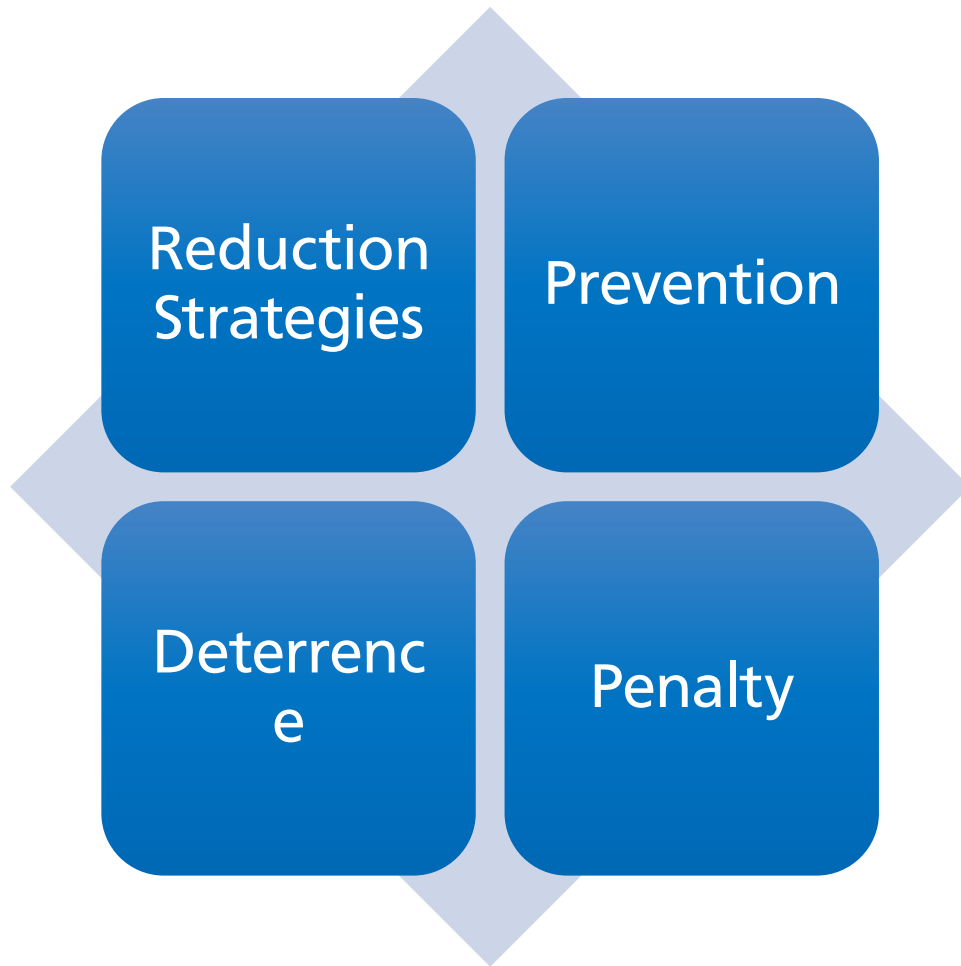 Reduction
Strategies
Prevention
Deterrenc
e
Penalty